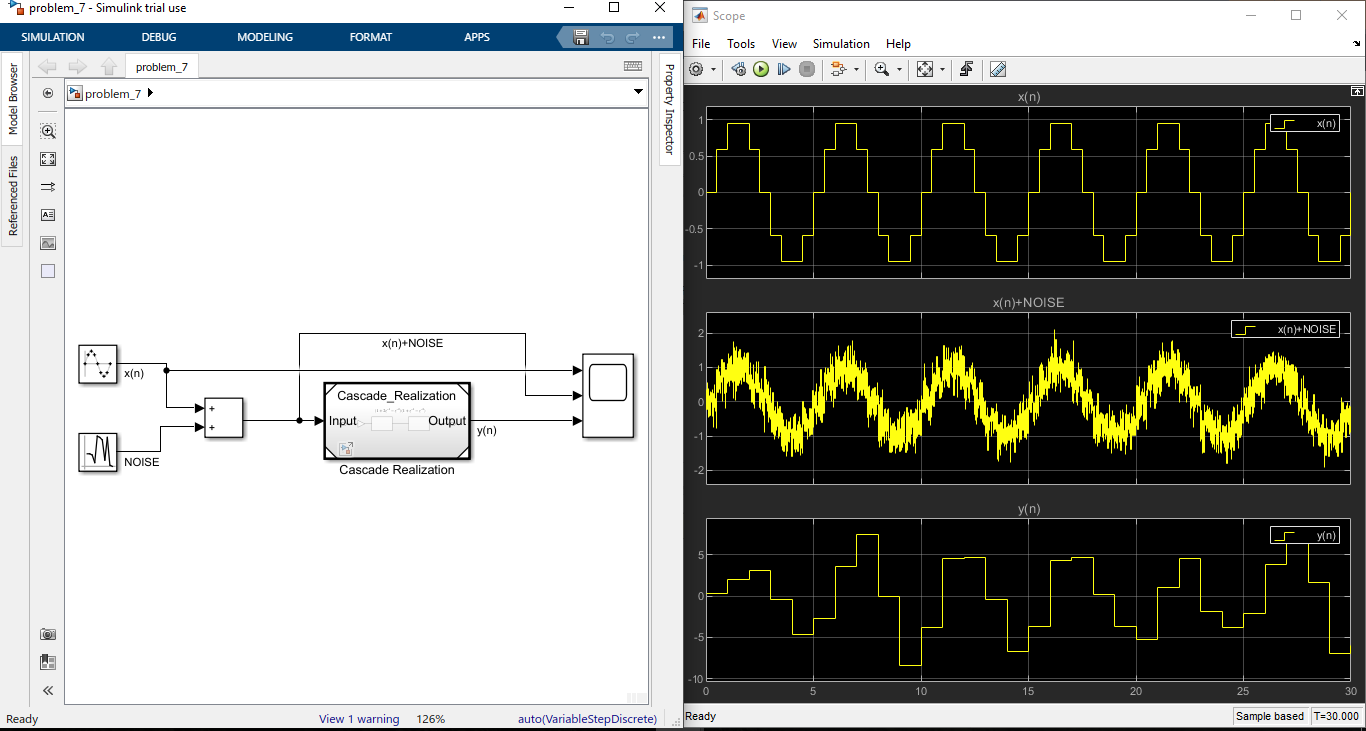 problem_7 - Simulink trial use
SIMULATION DEBUG MODELING FORMAT APPS
Model Browser
Referenced Files
problem_7
problem_7
Property Inspector
x(n)+NOISE
x(n)
NOISE
+
+
Cascade_Realization
Input
Output
Cascade Realization
y(n)
Ready View 1 warning 126% auto(VariableStepDiscrete)
Scope
File Tools View Simulation Help
x(n)
x(n)
1
0.5
0
-0.5
-1
x(n)+NOISE
x(n)+NOISE
2
1
0
-1
-2
y(n)
y(n)
5
0
-5
-10
0 5 10 15 20 25 30
Ready Sample based T=30.000